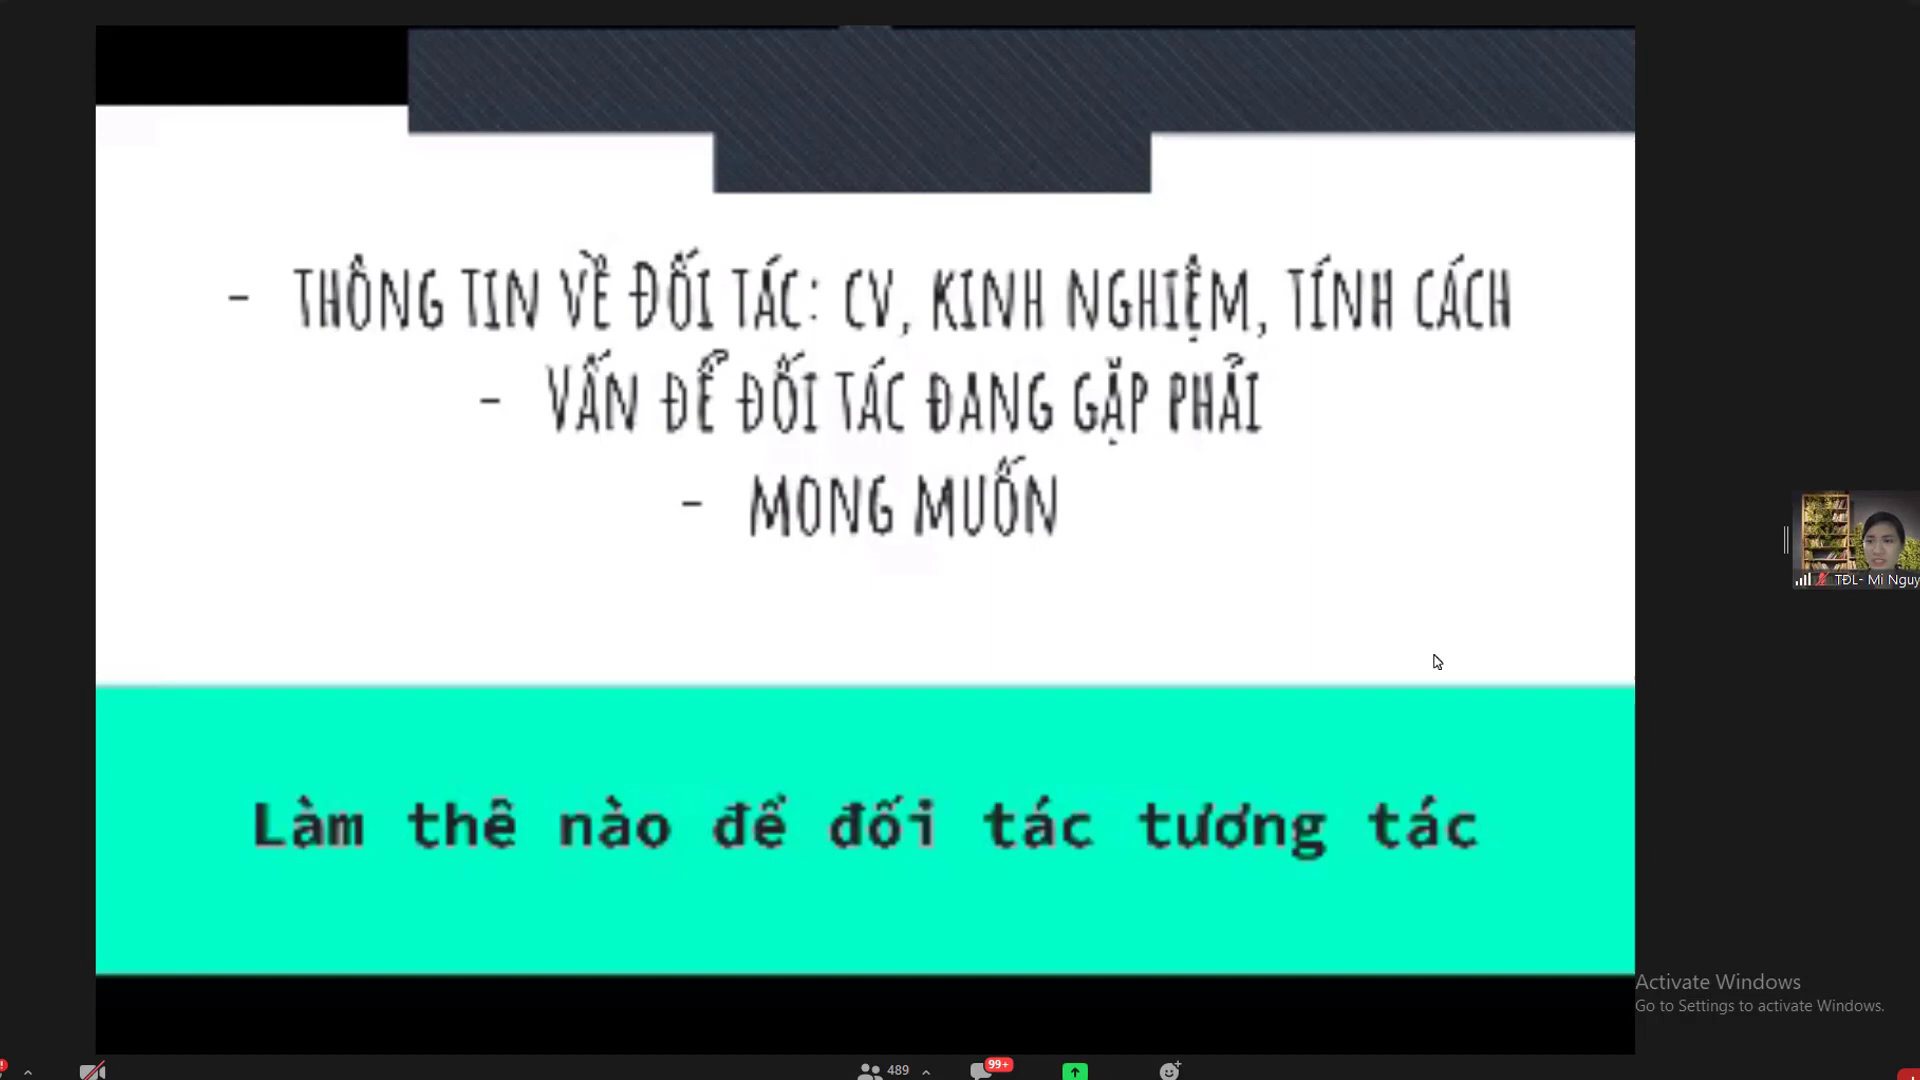 - THÔNG TIN VỀ ĐỐI TÁC: CV, KINH NGHIỆM, TÍNH CÁCH
- VẤN ĐỂ ĐỐI TÁC ĐANG GẶP PHẢI
- MONG MUỐN
TĐL- Mi Nguy
Làm thế nào để đối tác tương tác
Activate Windows
Go to Settings to activate Windows.
489
99+